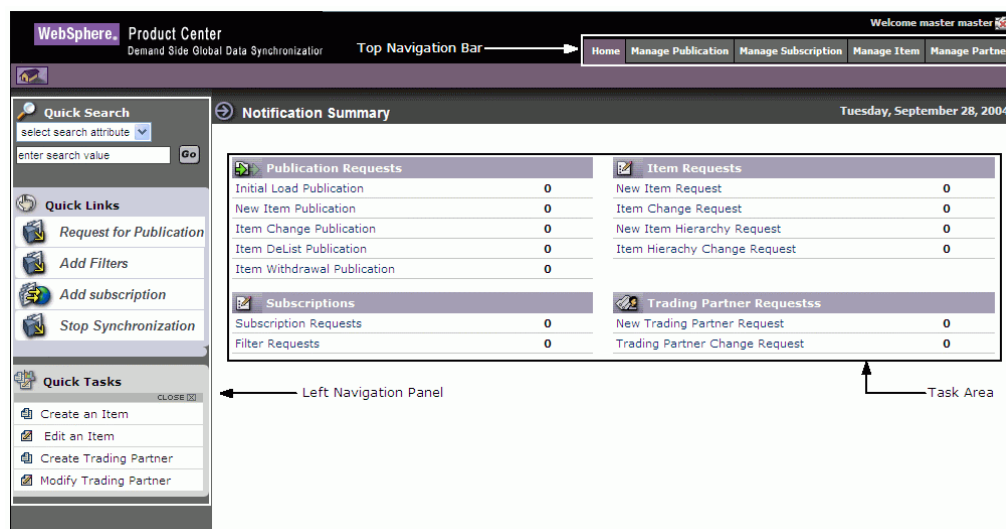 Welcome master master
WebSphere. Product Center
Demand Side Global Data Synchronization
Top Navigation Bar
Home Manage Publication Manage Subscription Manage Item Manage Partne
Quick Search
select search attribute
enter search value Go
Notification Summary
Tuesday, September 28, 2004
Quick Links
Request for Publication
Add Filters
Add subscription
Stop Synchronization
Quick Tasks
CLOSE [X]
Create an Item
Edit an Item
Create Trading Partner
Modify Trading Partner
Publication Requests
Initial Load Publication 0
New Item Publication 0
Item Change Publication 0
Item DeList Publication 0
Item Withdrawal Publication 0
Subscriptions
Subscription Requests 0
Filter Requests 0
Item Requests
New Item Request 0
Item Change Request 0
New Item Hierarchy Request 0
Item Hierachy Change Request 0
Trading Partner Requestss
New Trading Partner Request 0
Trading Partner Change Request 0
Left Navigation Panel
Task Area